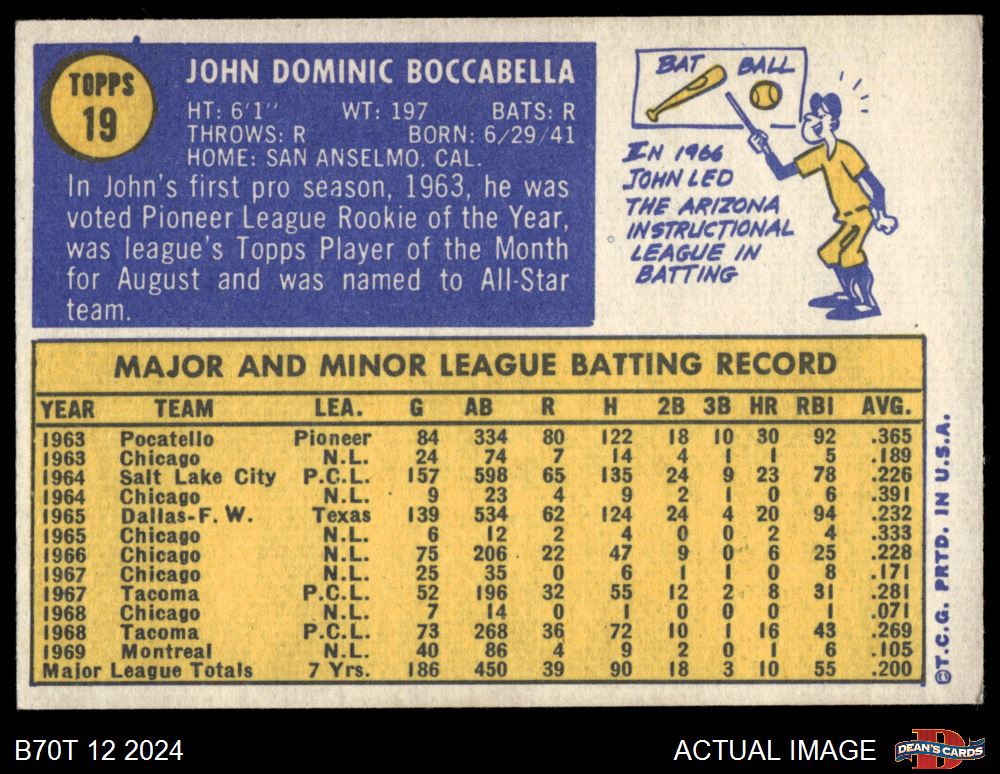 TOPPS
19
JOHN DOMINIC BOCCABELLA
HT: 6'1" WT: 197 BATS: R
THROWS: R BORN: 6/29/41
HOME: SAN ANSELMO, CAL.
In John's first pro season, 1963, he was
voted Pioneer League Rookie of the Year,
was league's Topps Player of the Month
for August and was named to All-Star
team.
BAT BALL
IN 1966
JOHN LED
THE ARIZONA
INSTRUCTIONAL
LEAGUE IN
BATTING
MAJOR AND MINOR LEAGUE BATTING RECORD
YEAR TEAM LEA. G AB R H 2B 3B HR RBI AVG.
1963 Pocatello Pioneer 84 334 80 122 18 10 30 92 .365
1963 Chicago N.L. 24 74 7 14 4 1 1 5 .189
1964 Salt Lake City P.C.L. 157 598 65 135 24 9 23 78 .226
1964 Chicago N.L. 9 23 4 9 2 1 0 6 .391
1965 Dallas-F. W. Texas 139 534 62 124 24 4 20 94 .232
1965 Chicago N.L. 6 12 2 4 0 0 2 4 .333
1966 Chicago N.L. 75 206 22 47 9 0 6 25 .228
1967 Chicago N.L. 25 35 0 6 1 1 0 8 .171
1967 Tacoma P.C.L. 52 196 32 55 12 2 8 31 .281
1968 Chicago N.L. 7 14 0 1 0 0 0 1 .071
1968 Tacoma P.C.L. 73 268 36 72 10 1 16 43 .269
1969 Montreal N.L. 40 86 4 9 2 0 1 6 .105
Major League Totals 7 Yrs. 186 450 39 90 18 3 10 55 .200
©T.C.G. PRTD. IN U.S.A.
B70T 12 2024
ACTUAL IMAGE
D
DEAN'S CARDS